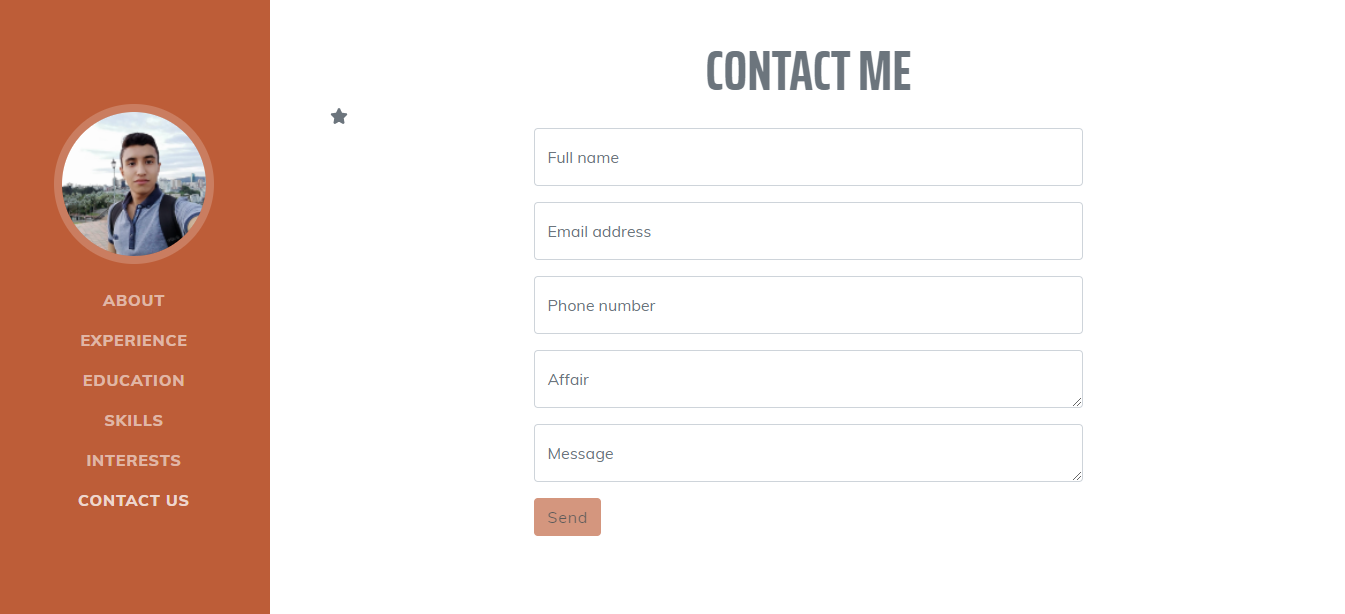 ABOUT
EXPERIENCE
EDUCATION
SKILLS
INTERESTS
CONTACT US
CONTACT ME
Full name
Email address
Phone number
Affair
Message
Send